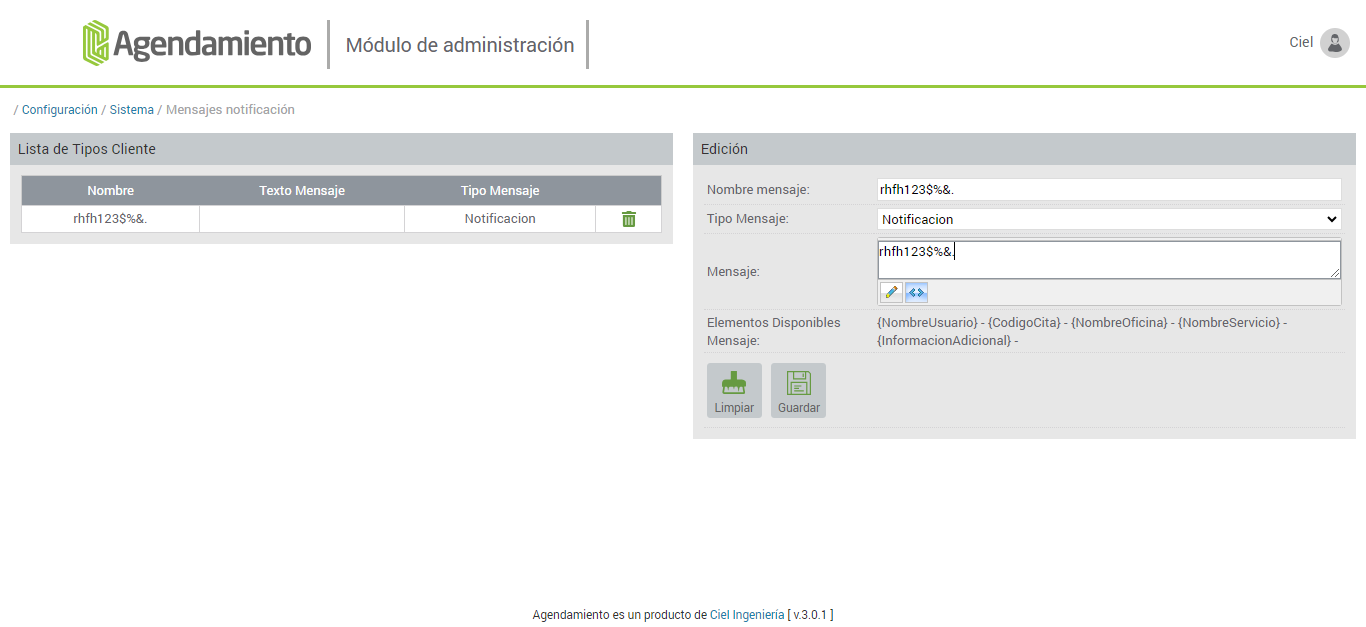 Agendamiento
Módulo de administración
Ciel
/ Configuración / Sistema / Mensajes notificación
Lista de Tipos Cliente
Nombre Texto Mensaje Tipo Mensaje
rhfh123$%&. Notificacion
Edición
Nombre mensaje: rhfh123$%&.
Tipo Mensaje: Notificacion
Mensaje: rhfh123$%&.
Elementos Disponibles Mensaje:
{NombreUsuario} - {CodigoCita} - {NombreOficina} - {NombreServicio} -
{InformacionAdicional} -
Limpiar Guardar
Agendamiento es un producto de Ciel Ingeniería [ v.3.0.1 ]